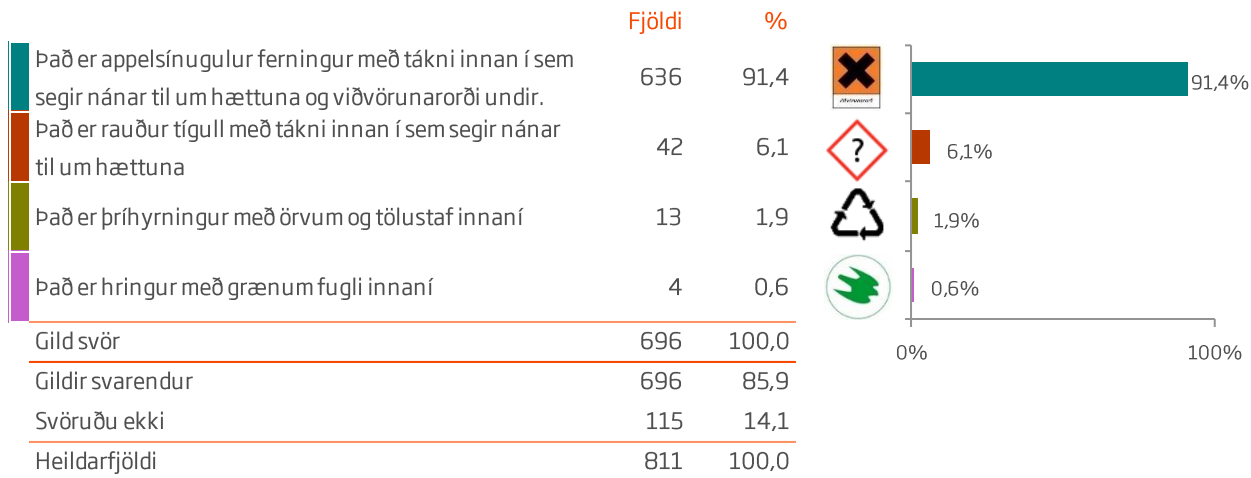 Fjöldi %
Það er appelsínugulur ferningur með tákni innan í sem
segir nánar til um hættuna og viðvörunarorði undir.
636 91,4
91,4%
Það er rauður tígull með tákni innan í sem segir nánar
til um hættuna
42 6,1
?
6,1%
Það er þríhyrningur með örvum og tölustaf innaní 13 1,9
1,9%
Það er hringur með grænum fugli innaní 4 0,6
0,6%
Gild svör 696 100,0
0% 100%
Gildir svarendur 696 85,9
Svöruðu ekki 115 14,1
Heildarfjöldi 811 100,0